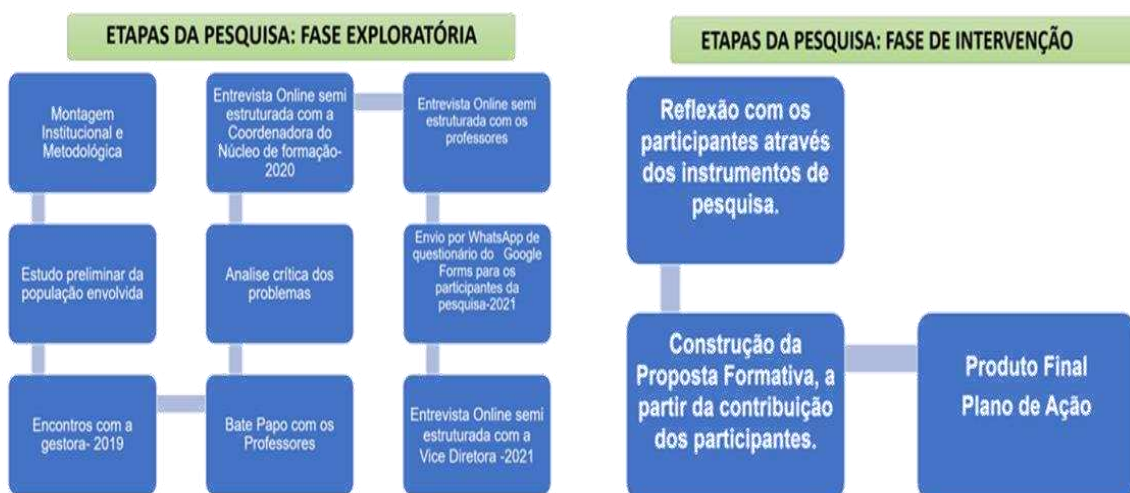 ETAPAS DA PESQUISA: FASE EXPLORATÓRIA
Montagem
Institucional e
Metodológica
Estudo preliminar da
população envolvida
Encontros com a
gestora- 2019
Bate Papo com os
Professores
Analise crítica dos
problemas
Entrevista Online semi
estruturada com a
Coordenadora do
Núcleo de formação-
2020
Entrevista Online semi
estruturada com os
professores
Envio por WhatsApp de
questionário do Google
Forms para os
participantes da
pesquisa-2021
Entrevista Online semi
estruturada com a
Vice Diretora -2021
ETAPAS DA PESQUISA: FASE DE INTERVENÇÃO
Reflexão com os
participantes através
dos instrumentos de
pesquisa.
Construção da
Proposta Formativa, a
partir da contribuição
dos participantes.
Produto Final
Plano de Ação